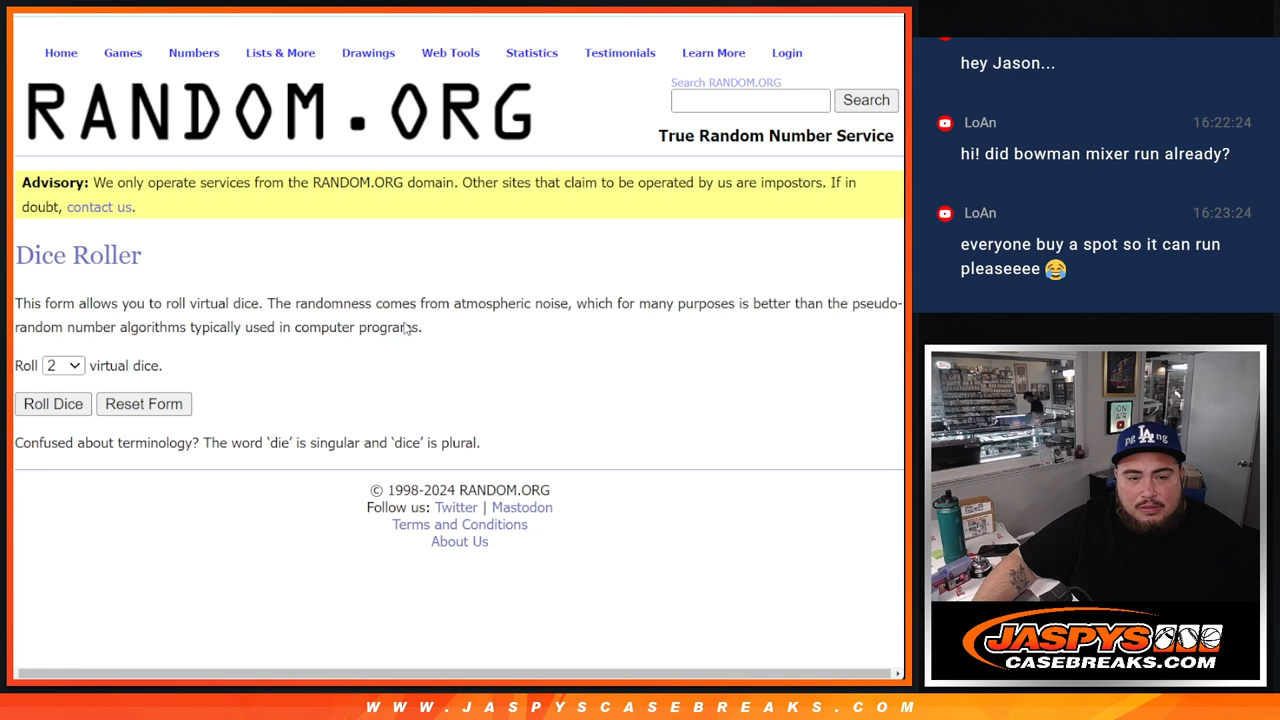 Home Games Numbers Lists & More Drawings Web Tools Statistics Testimonials Learn More Login
RANDOM.ORG
Search RANDOM.ORG
Search
True Random Number Service
Advisory: We only operate services from the RANDOM.ORG domain. Other sites that claim to be operated by us are impostors. If in
doubt, contact us.
Dice Roller
This form allows you to roll virtual dice. The randomness comes from atmospheric noise, which for many purposes is better than the pseudo-
random number algorithms typically used in computer programs.
Roll 2 virtual dice.
Roll Dice Reset Form
Confused about terminology? The word ‘die’ is singular and ‘dice’ is plural.
© 1998-2024 RANDOM.ORG
Follow us: Twitter | Mastodon
Terms and Conditions
About Us
hey Jason...
LoAn 16:22:24
hi! did bowman mixer run already?
LoAn 16:23:24
everyone buy a spot so it can run
pleaseeee 😂
ON
AIR
pg LA ng
JASPYS
CASEBREAKS.COM
WWW.JASPYSCASEBREAKS.COM